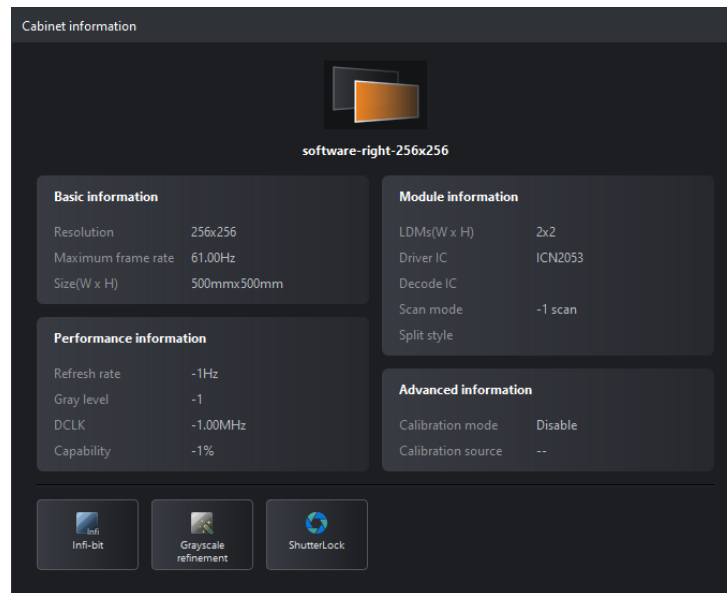 Cabinet information
software-right-256x256
Basic information
Resolution 256x256
Maximum frame rate 61.00Hz
Size(W x H) 500mmx500mm
Performance information
Refresh rate -1Hz
Gray level -1
DCLK -1.00MHz
Capability -1%
Module information
LDMs(W x H) 2x2
Driver IC ICN2053
Decode IC
Scan mode -1 scan
Split style
Advanced information
Calibration mode Disable
Calibration source --
Infi
Infi-bit
Grayscale
refinement
ShutterLock